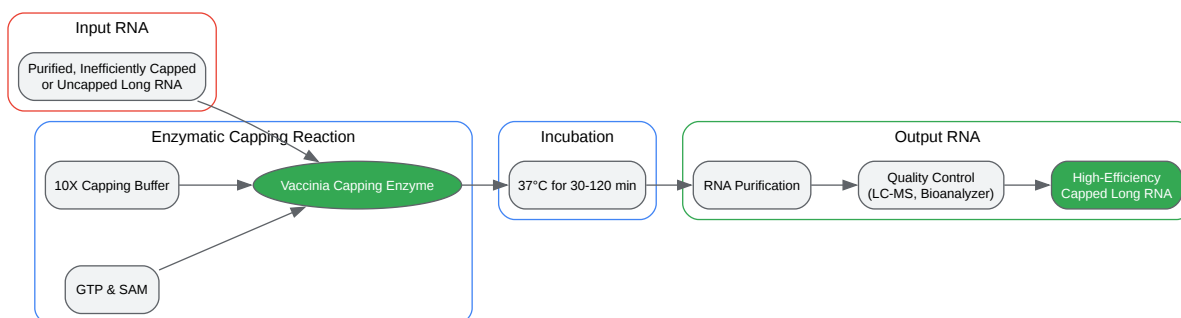 Input RNA
Purified, Inefficiently Capped
or Uncapped Long RNA
Enzymatic Capping Reaction
10X Capping Buffer
Vaccinia Capping Enzyme
GTP & SAM
Incubation
37°C for 30-120 min
Output RNA
RNA Purification
Quality Control
(LC-MS, Bioanalyzer)
High-Efficiency
Capped Long RNA